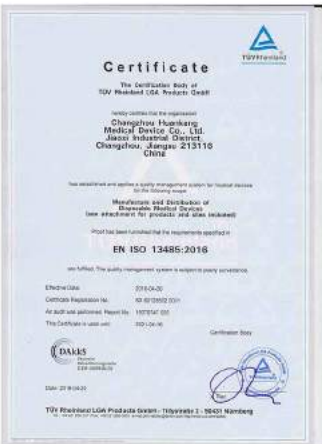 TÜVRheinland
Certificate
The Certification Body of
TÜV Rheinland LGA Products GmbH
hereby certifies that the organization
Changzhou Huankang
Medical Device Co., Ltd.
Jiaoxi Industrial District,
Changzhou, Jiangsu 213116
China
has established and applies a quality management system for medical devices
for the following scope:
Manufacture and Distribution of
Disposable Medical Devices
(see attachment for products and sites included)
Proof has been furnished that the requirements specified in
EN ISO 13485:2016
are fulfilled. The quality management system is subject to yearly surveillance.
Effective Date:
Certificate Registration No.:
An audit was performed. Report No.:
This Certificate is valid until:
Certification Body
DAkkS
Date
TÜV Rheinland LGA Products GmbH - Tillystraße 2 - 90431 Nürnberg